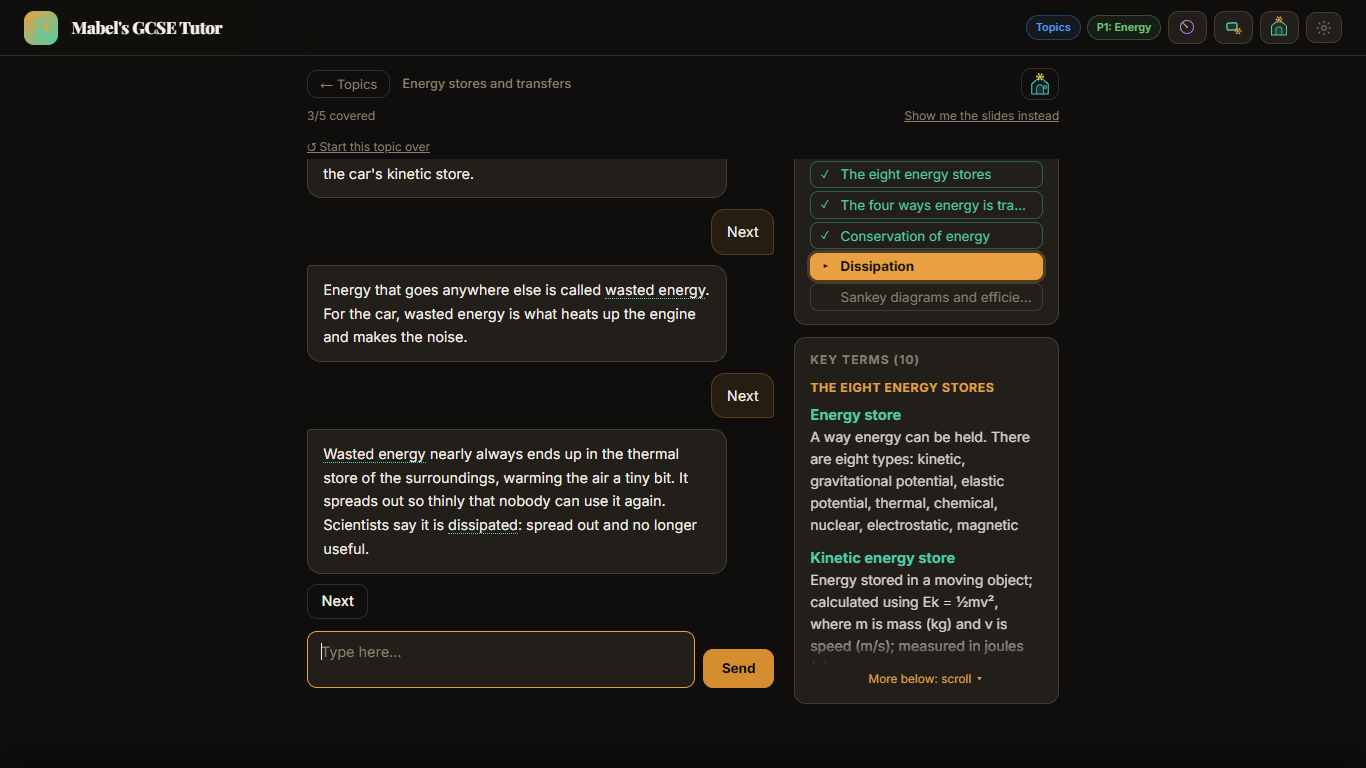 Mabel's GCSE Tutor
Topics
P1: Energy
← Topics
Energy stores and transfers
3/5 covered
Show me the slides instead
↺ Start this topic over
the car's kinetic store.
Next
Energy that goes anywhere else is called wasted energy.
For the car, wasted energy is what heats up the engine
and makes the noise.
Next
Wasted energy nearly always ends up in the thermal
store of the surroundings, warming the air a tiny bit. It
spreads out so thinly that nobody can use it again.
Scientists say it is dissipated: spread out and no longer
useful.
Next
Type here...
Send
✓ The eight energy stores
✓ The four ways energy is tra...
✓ Conservation of energy
▸ Dissipation
Sankey diagrams and efficie...
KEY TERMS (10)
THE EIGHT ENERGY STORES
Energy store
A way energy can be held. There
are eight types: kinetic,
gravitational potential, elastic
potential, thermal, chemical,
nuclear, electrostatic, magnetic
Kinetic energy store
Energy stored in a moving object;
calculated using Ek = ½mv²,
where m is mass (kg) and v is
speed (m/s); measured in joules
More below: scroll ▾